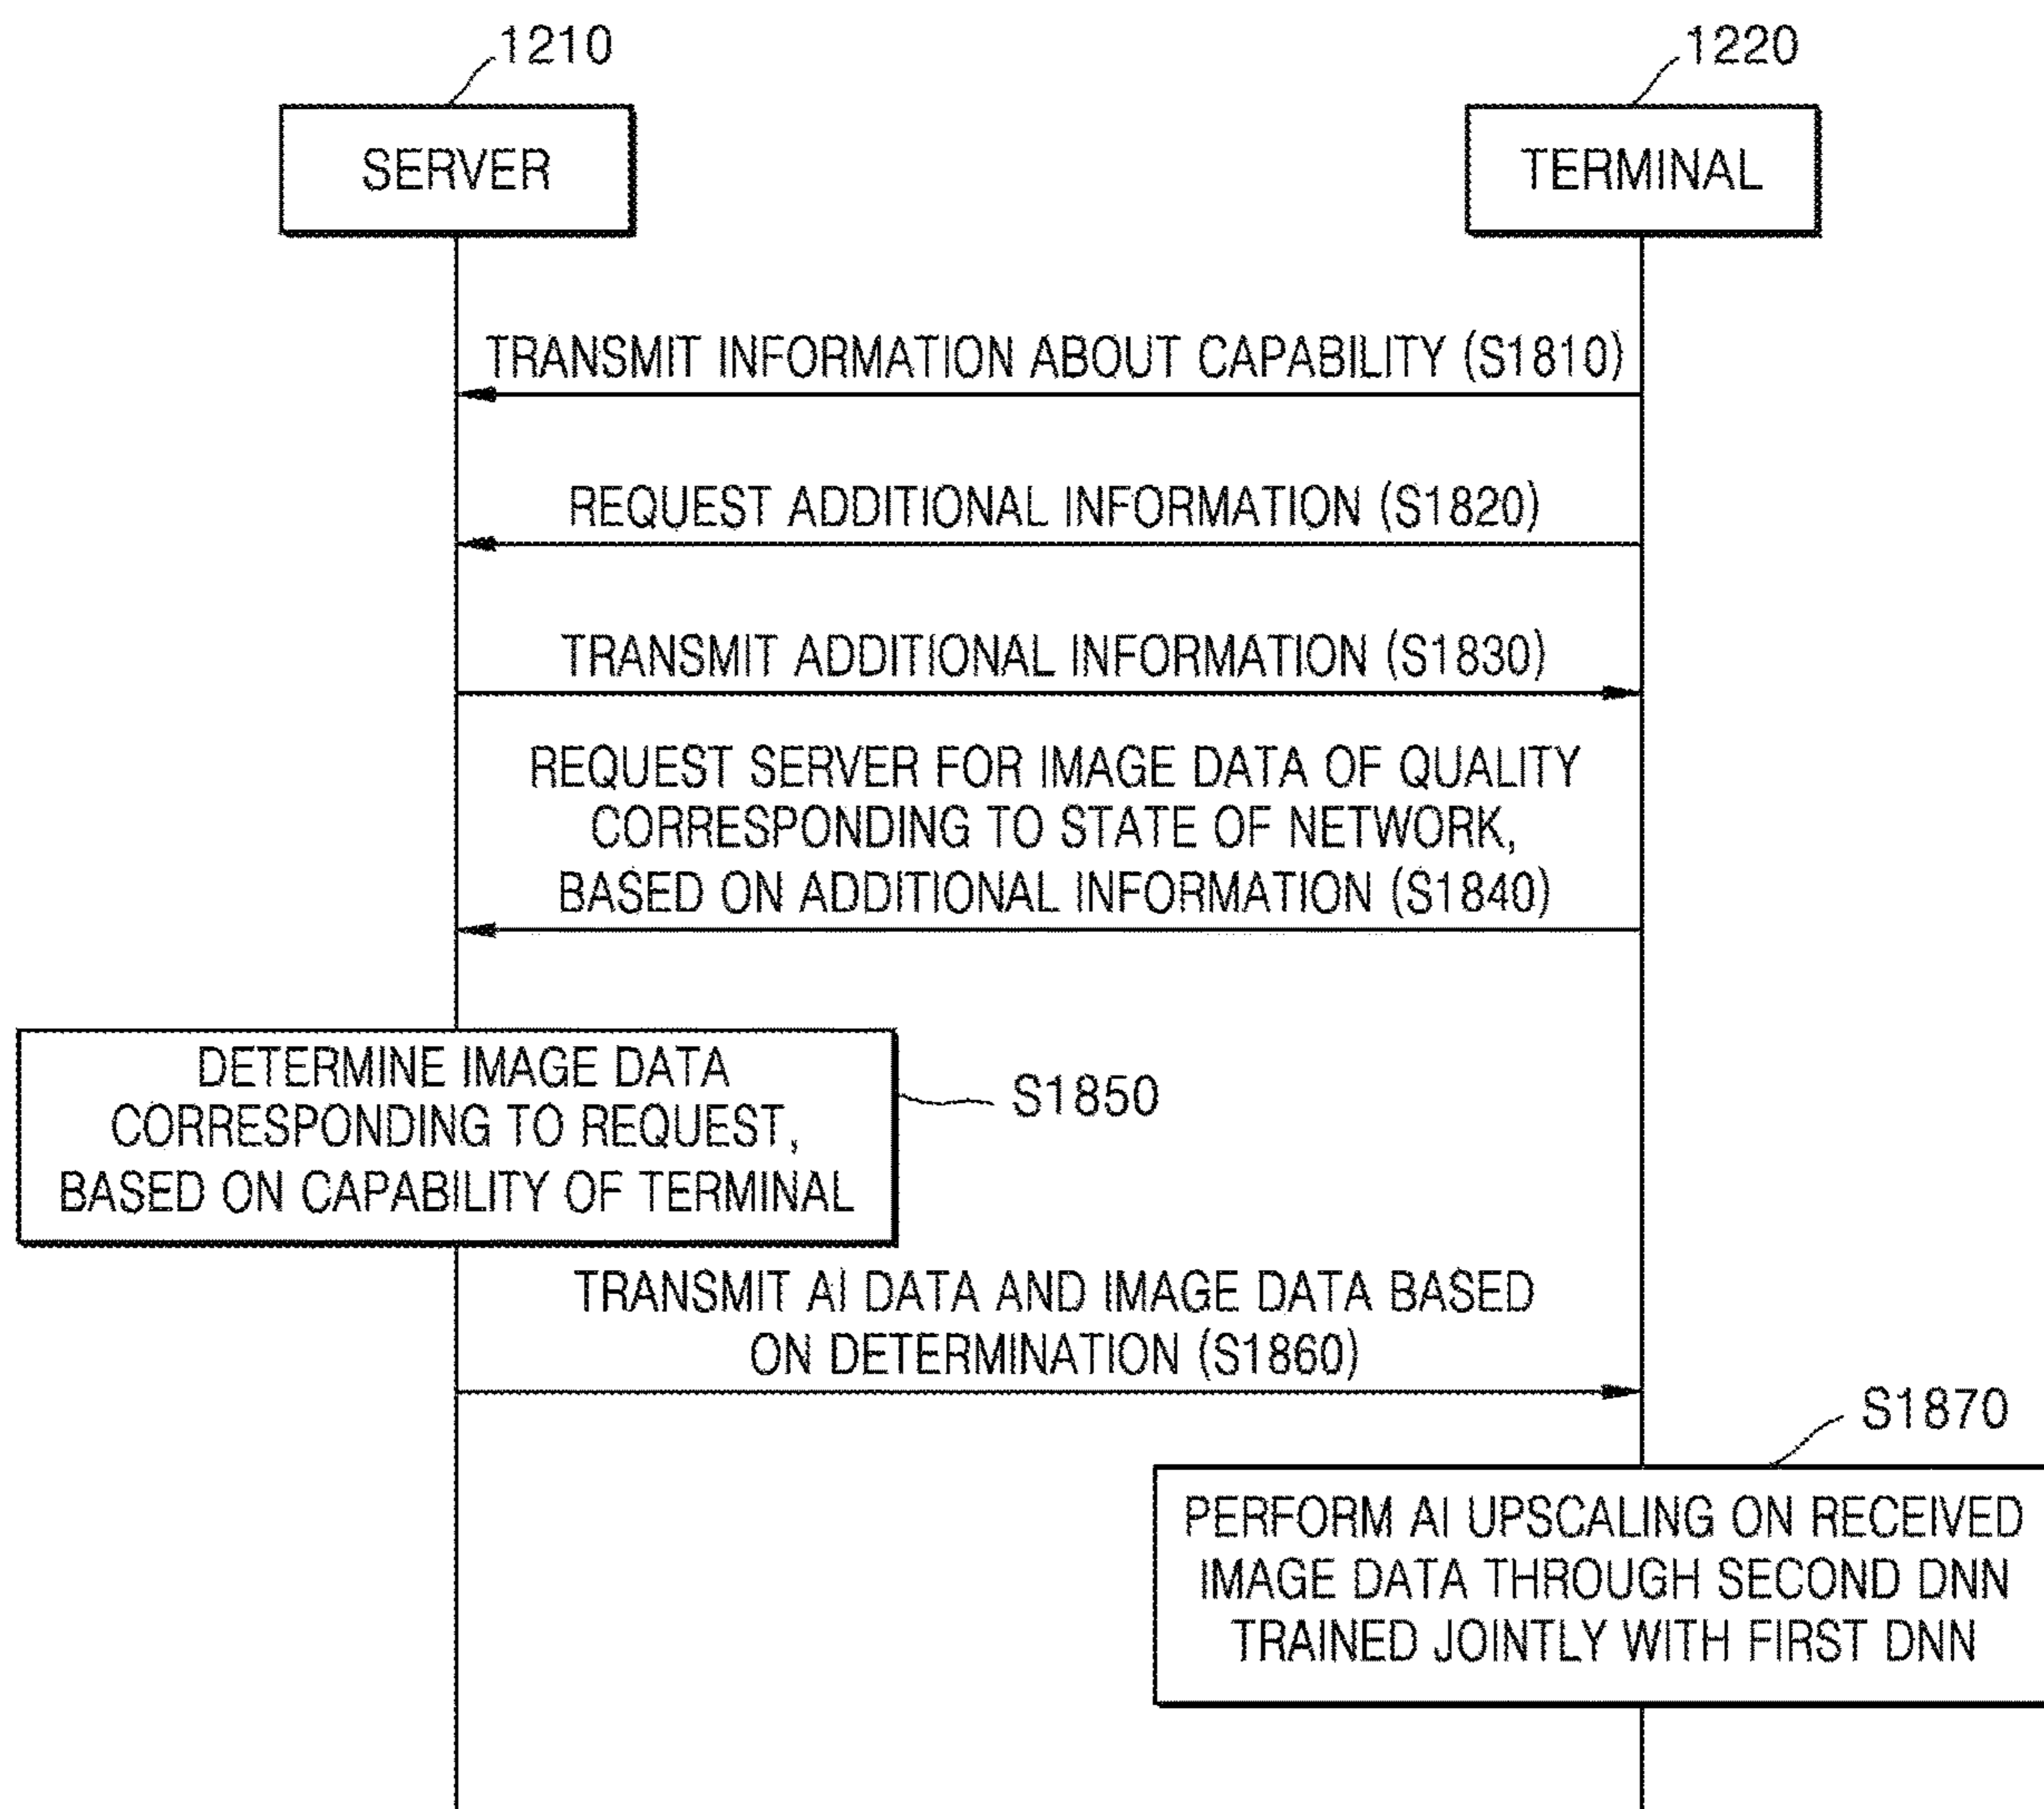 1210
1220
SERVER
TERMINAL
TRANSMIT INFORMATION ABOUT CAPABILITY (S1810)
REQUEST ADDITIONAL INFORMATION (S1820)
TRANSMIT ADDITIONAL INFORMATION (S1830)
REQUEST SERVER FOR IMAGE DATA OF QUALITY
CORRESPONDING TO STATE OF NETWORK,
BASED ON ADDITIONAL INFORMATION (S1840)
DETERMINE IMAGE DATA
CORRESPONDING TO REQUEST,
BASED ON CAPABILITY OF TERMINAL
S1850
TRANSMIT AI DATA AND IMAGE DATA BASED
ON DETERMINATION (S1860)
S1870
PERFORM AI UPSCALING ON RECEIVED
IMAGE DATA THROUGH SECOND DNN
TRAINED JOINTLY WITH FIRST DNN